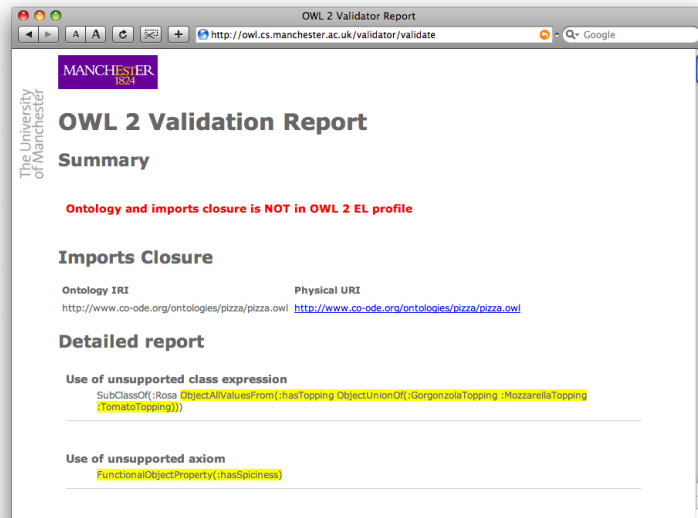 OWL 2 Validator Report
A A C + http://owl.cs.manchester.ac.uk/validator/validate Q Google
MANCHESTER
1824
The University
of Manchester
OWL 2 Validation Report
Summary
Ontology and imports closure is NOT in OWL 2 EL profile
Imports Closure
Ontology IRI Physical URI
http://www.co-ode.org/ontologies/pizza/pizza.owl http://www.co-ode.org/ontologies/pizza/pizza.owl
Detailed report
Use of unsupported class expression
SubClassOf(:Rosa ObjectAllValuesFrom(:hasTopping ObjectUnionOf(:GorgonzolaTopping :MozzarellaTopping
:TomatoTopping)))
Use of unsupported axiom
FunctionalObjectProperty(:hasSpiciness)